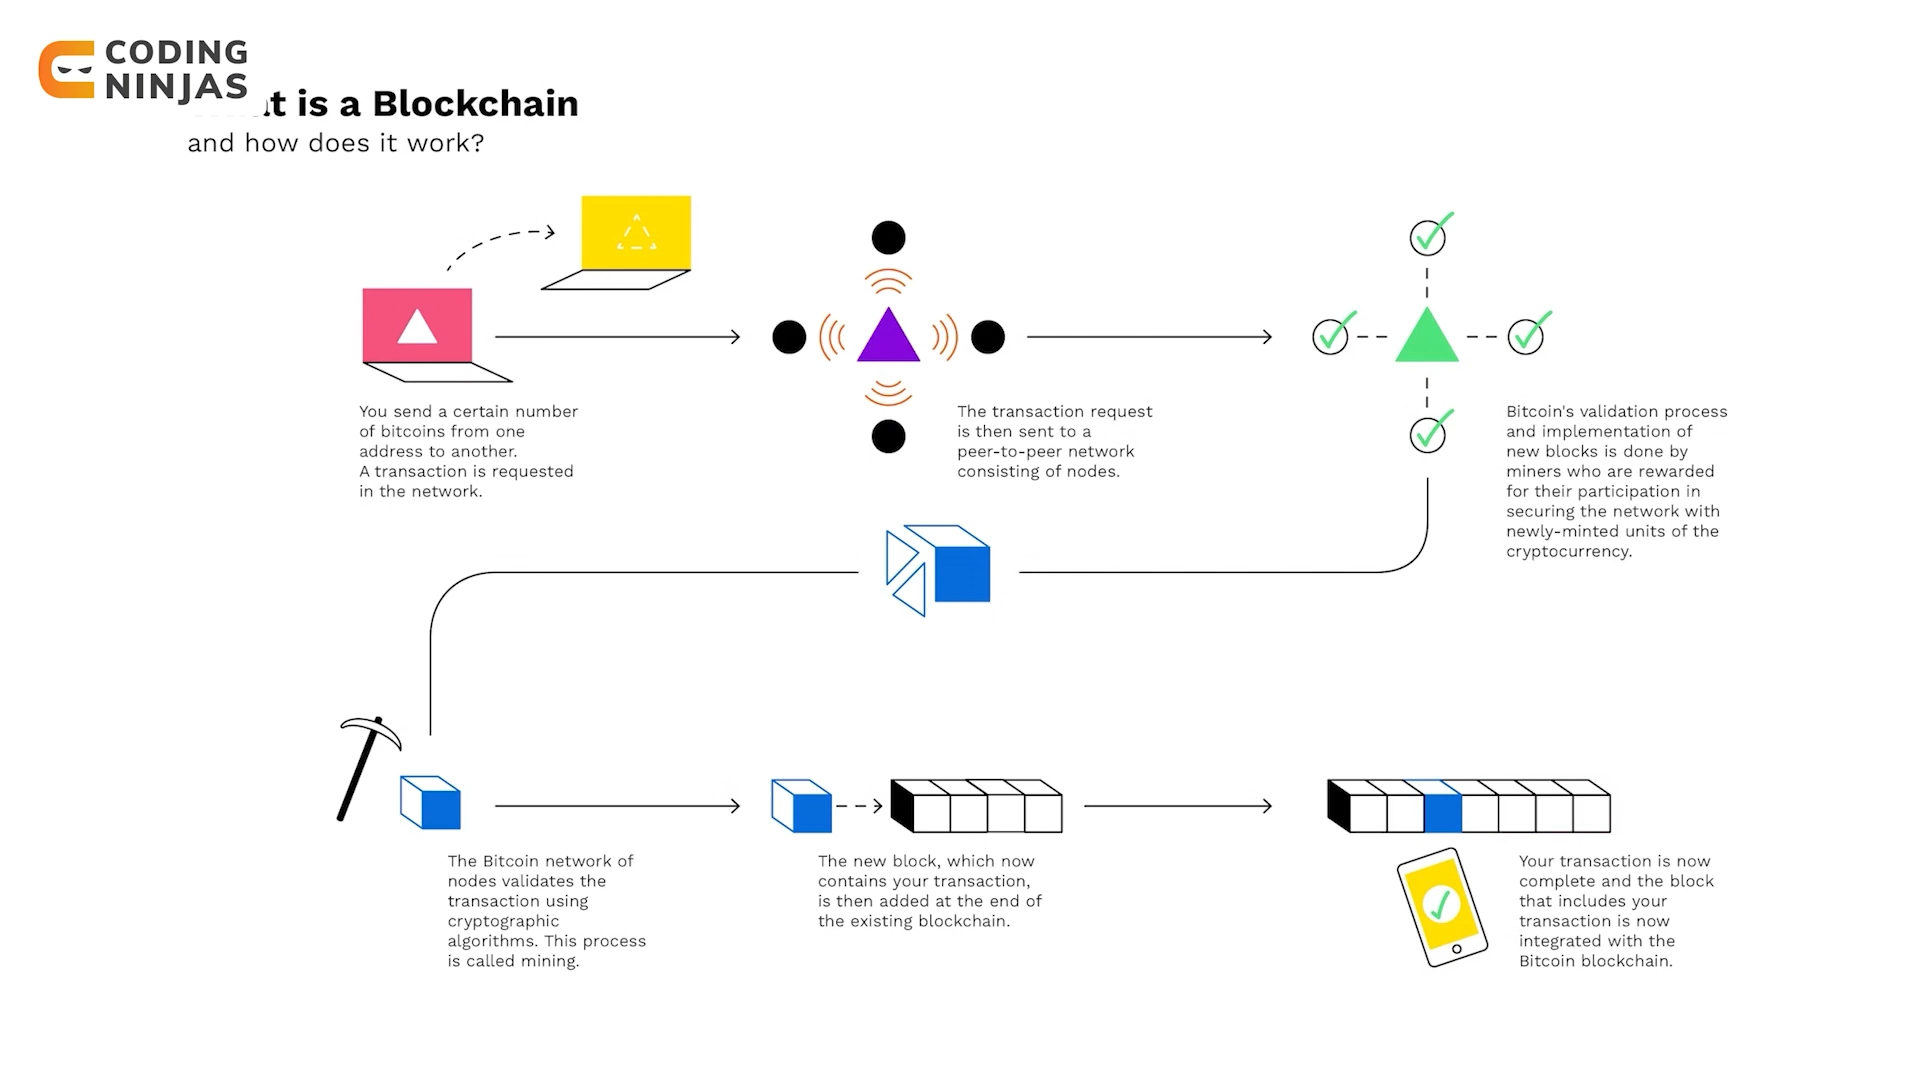 CODING
NINJAS
t is a Blockchain
and how does it work?
You send a certain number
of bitcoins from one
address to another.
A transaction is requested
in the network.
The transaction request
is then sent to a
peer-to-peer network
consisting of nodes.
Bitcoin's validation process
and implementation of
new blocks is done by
miners who are rewarded
for their participation in
securing the network with
newly-minted units of the
cryptocurrency.
The Bitcoin network of
nodes validates the
transaction using
cryptographic
algorithms. This process
is called mining.
The new block, which now
contains your transaction,
is then added at the end of
the existing blockchain.
Your transaction is now
complete and the block
that includes your
transaction is now
integrated with the
Bitcoin blockchain.